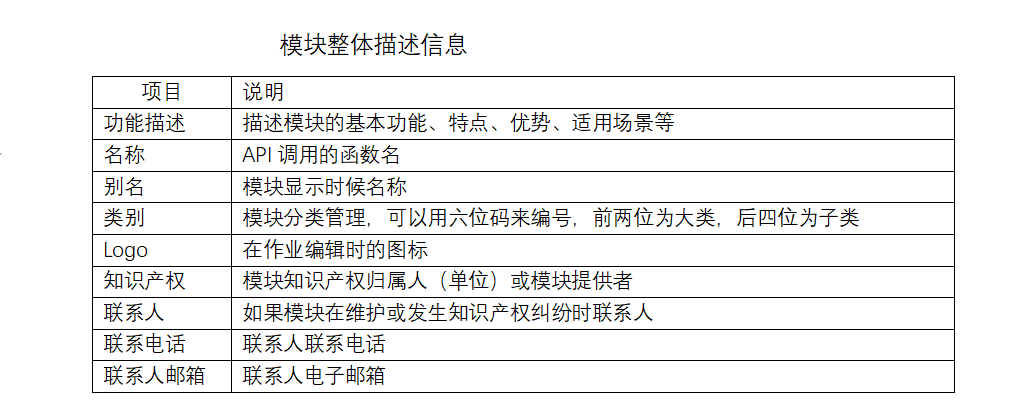 模块整体描述信息
项目 说明
功能描述 描述模块的基本功能、特点、优势、适用场景等
名称 API 调用的函数名
别名 模块显示时候名称
类别 模块分类管理，可以用六位码来编号，前两位为大类，后四位为子类
Logo 在作业编辑时的图标
知识产权 模块知识产权归属人（单位）或模块提供者
联系人 如果模块在维护或发生知识产权纠纷时联系人
联系电话 联系人联系电话
联系人邮箱 联系人电子邮箱